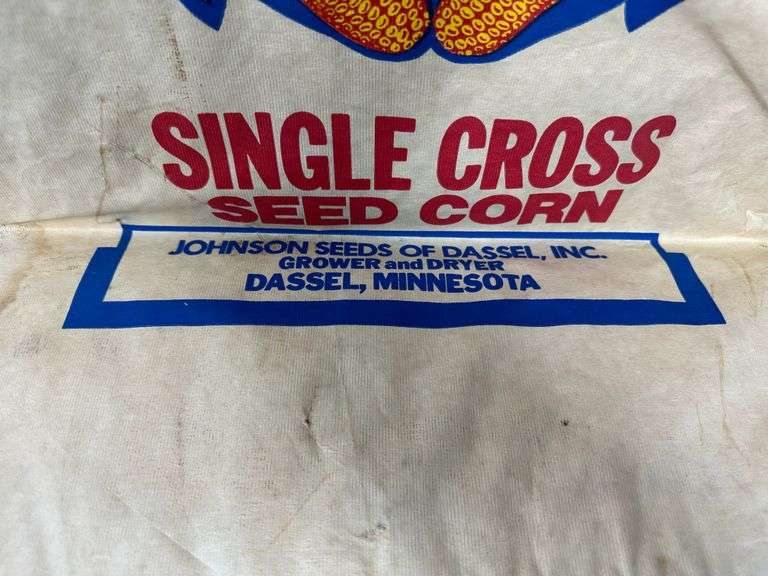 SINGLE CROSS
SEED CORN
JOHNSON SEEDS OF DASSEL, INC.
GROWER and DRYER
DASSEL, MINNESOTA